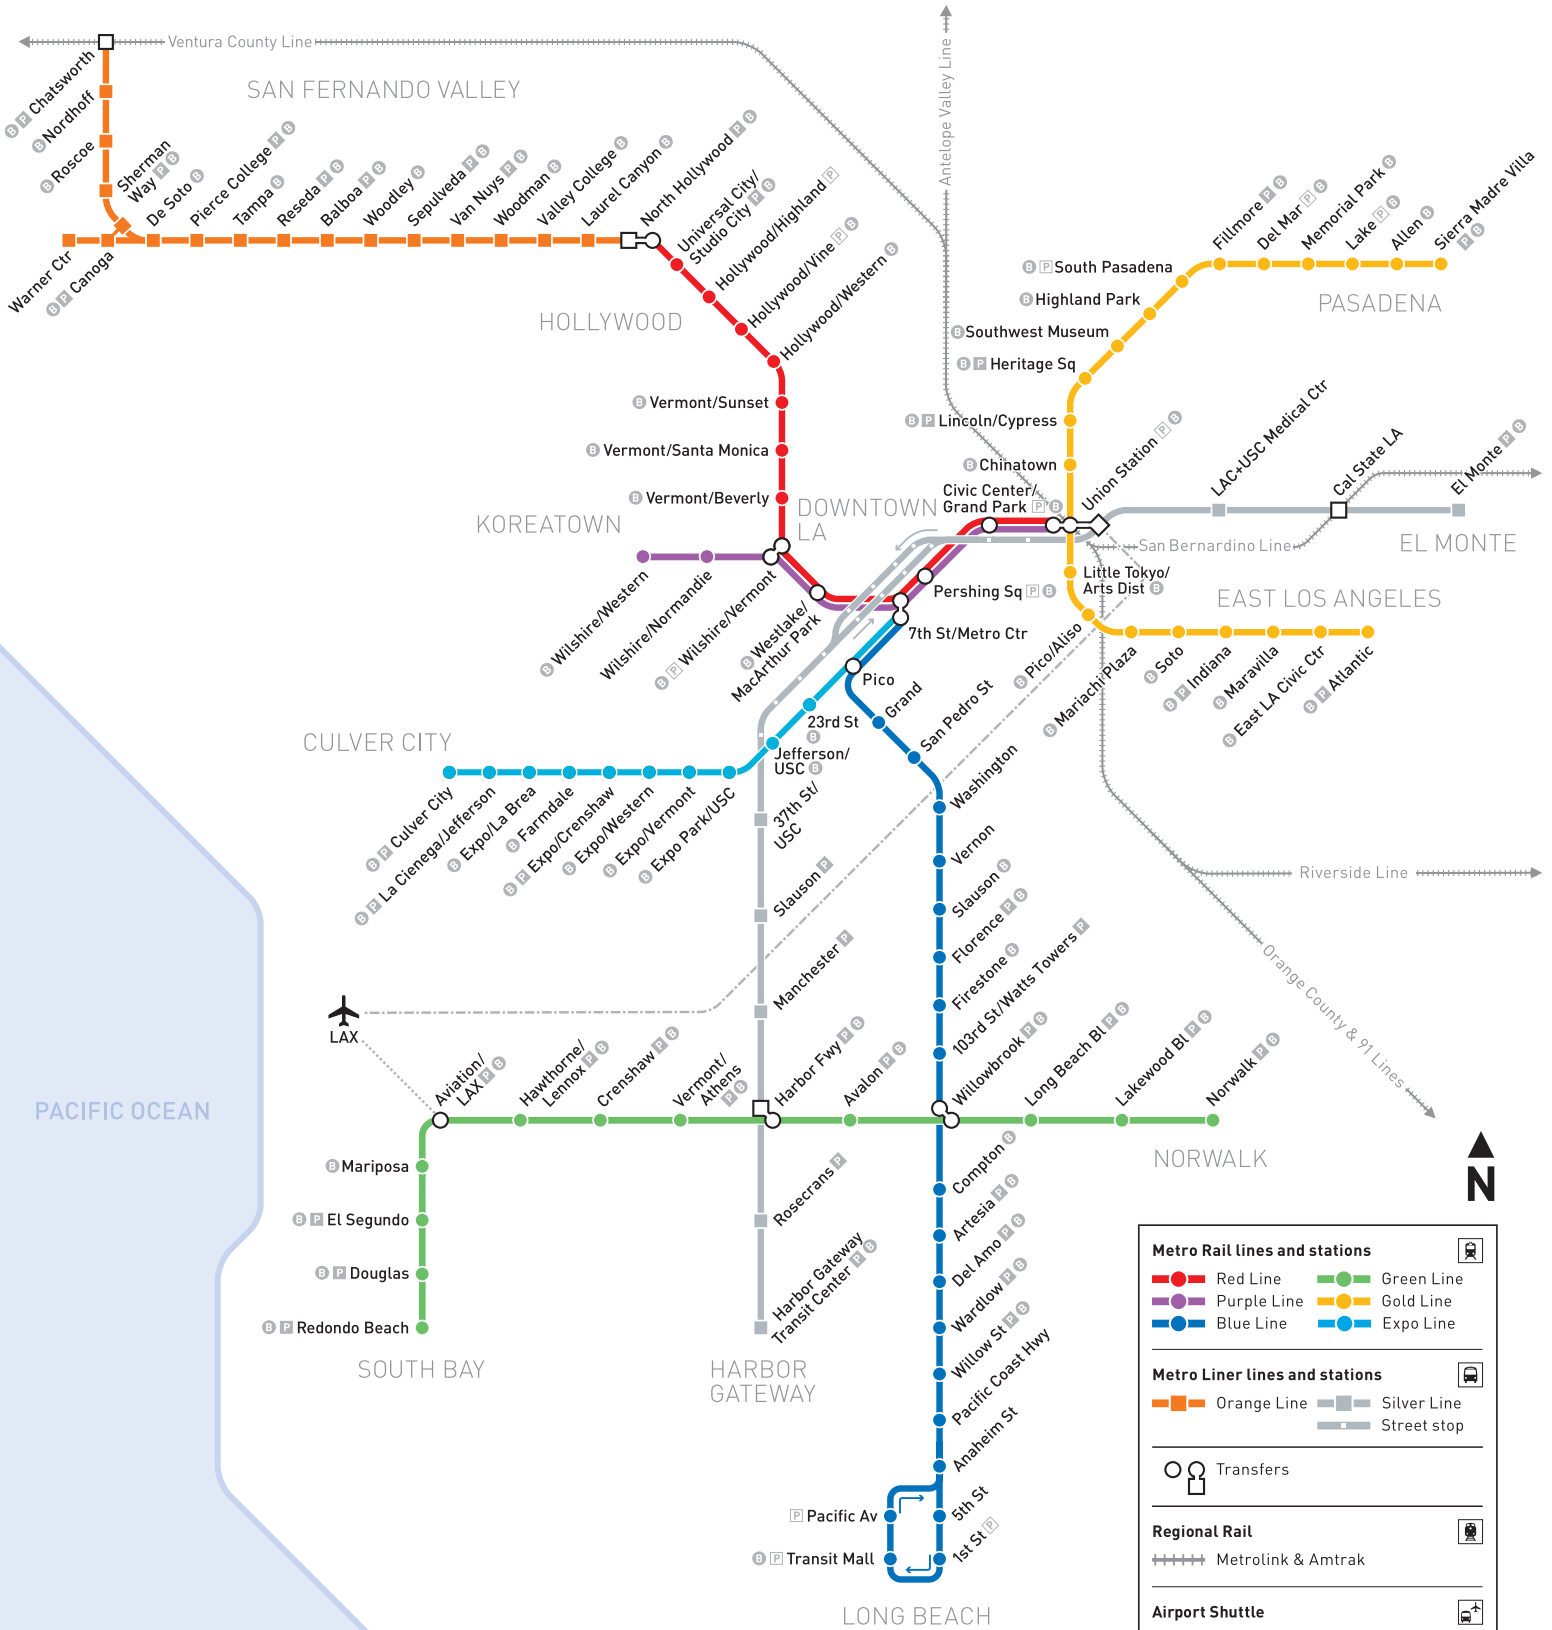 Ventura County Line
Antelope Valley Line
SAN FERNANDO VALLEY
B P Chatsworth
B Nordhoff
B Roscoe
Sherman
Way P B
Warner Ctr
B P Canoga
De Soto B
Pierce College P B
Tampa B
Reseda P B
Balboa P B
Woodley B
Sepulveda P B
Van Nuys P B
Woodman B
Valley College B
Laurel Canyon B
North Hollywood P B
Universal City/
Studio City P B
Hollywood/Highland P
Hollywood/Vine P B
Hollywood/Western B
HOLLYWOOD
B Vermont/Sunset
B Vermont/Santa Monica
B Vermont/Beverly
KOREATOWN
DOWNTOWN
LA
B Wilshire/Western
Wilshire/Normandie
B P Wilshire/Vermont
B Westlake/
MacArthur Park
Civic Center/
Grand Park P B
Pershing Sq P B
7th St/Metro Ctr
Union Station P B
Fillmore P B
Del Mar P B
Memorial Park B
Lake P B
Allen B
Sierra Madre Villa
P B
B P South Pasadena
B Highland Park
B Southwest Museum
B P Heritage Sq
B P Lincoln/Cypress
B Chinatown
PASADENA
LAC+USC Medical Ctr
Cal State LA
El Monte P B
San Bernardino Line
EL MONTE
Little Tokyo/
Arts Dist B
EAST LOS ANGELES
B Pico/Aliso
B Mariachi Plaza
B Soto
B P Indiana
B Maravilla
B East LA Civic Ctr
B P Atlantic
Pico
Grand
San Pedro St
Washington
Vernon
Slauson B
Florence P B
Firestone B
103rd St/Watts Towers P
Willowbrook P B
23rd St
B
Jefferson/
USC B
CULVER CITY
B P Culver City
B P La Cienega/Jefferson
B Expo/La Brea
B Farmdale
B P Expo/Crenshaw
B Expo/Western
B Expo/Vermont
B Expo Park/USC
37th St/
USC
Slauson P
Manchester P
Harbor Fwy P B
Riverside Line
Orange County & 91 Lines
LAX
Aviation/
LAX P B
Hawthorne/
Lennox P B
Crenshaw P B
Vermont/
Athens
P B
Avalon P B
Long Beach Bl P B
Lakewood Bl P B
Norwalk P B
NORWALK
PACIFIC OCEAN
B Mariposa
B P El Segundo
B P Douglas
B P Redondo Beach
SOUTH BAY
Rosecrans P
Harbor Gateway
Transit Center P B
HARBOR
GATEWAY
Compton B
Artesia P B
Del Amo P B
Wardlow P B
Willow St P B
Pacific Coast Hwy
Anaheim St
5th St
1st St P
P Pacific Av
B P Transit Mall
LONG BEACH
N
Metro Rail lines and stations
Red Line
Green Line
Purple Line
Gold Line
Blue Line
Expo Line
Metro Liner lines and stations
Orange Line
Silver Line
Street stop
Transfers
Regional Rail
Metrolink & Amtrak
Airport Shuttle